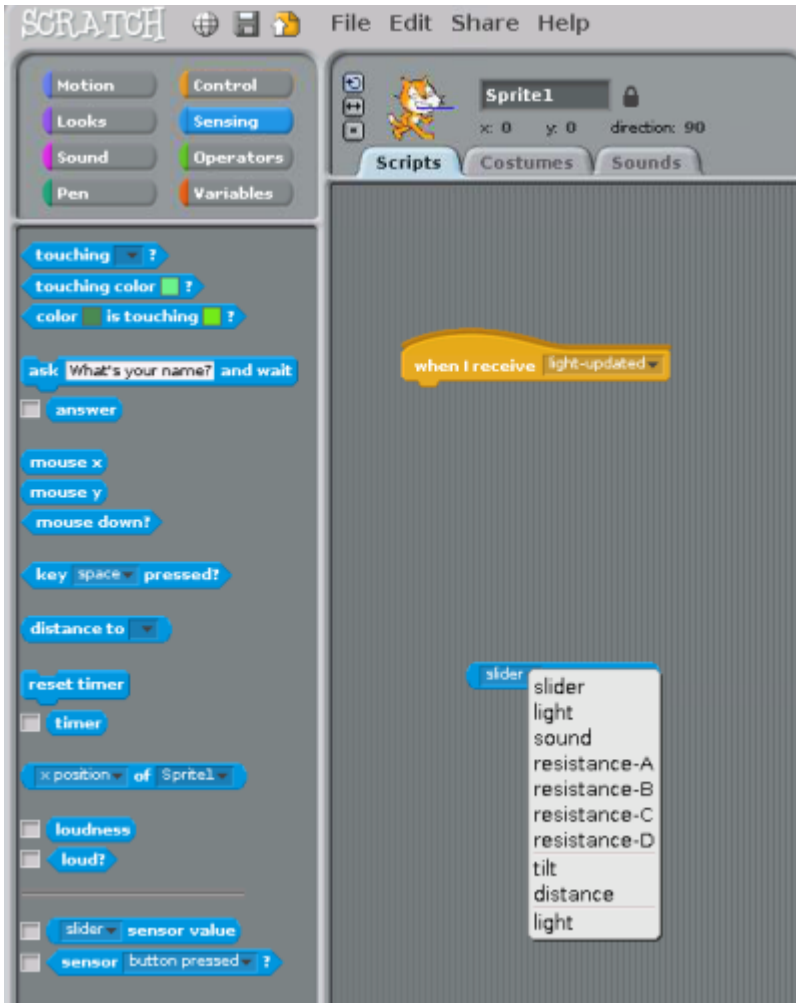 SCRATCH File Edit Share Help
Motion Control
Looks Sensing
Sound Operators
Pen Variables
Sprite1
x: 0 y: 0 direction: 90
Scripts Costumes Sounds
touching ?
touching color ?
color is touching ?
ask What's your name? and wait
answer
mouse x
mouse y
mouse down?
key space pressed?
distance to
reset timer
timer
x position of Sprite1
loudness
loud?
slider sensor value
sensor button pressed ?
when I receive light-updated
slider
slider
light
sound
resistance-A
resistance-B
resistance-C
resistance-D
tilt
distance
light